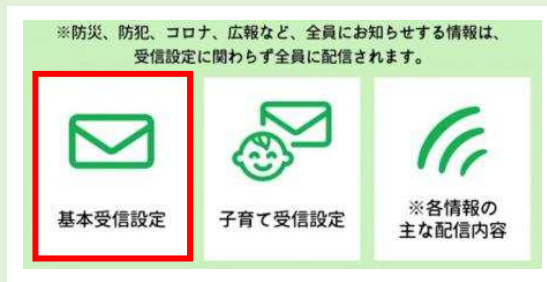 ※防災、防犯、コロナ、広報など、全員にお知らせする情報は、
受信設定に関わらず全員に配信されます。
基本受信設定
子育て受信設定
※各情報の
主な配信内容